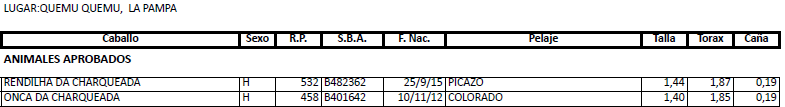 LUGAR:QUEMU QUEMU, LA PAMPA
Caballo Sexo R.P. S.B.A. F. Nac. Pelaje Talla Torax Caña
ANIMALES APROBADOS
RENDILHA DA CHARQUEADA H 532 B482362 25/9/15 PICAZO 1,44 1,87 0,19
ONCA DA CHARQUEADA H 458 B401642 10/11/12 COLORADO 1,40 1,85 0,19